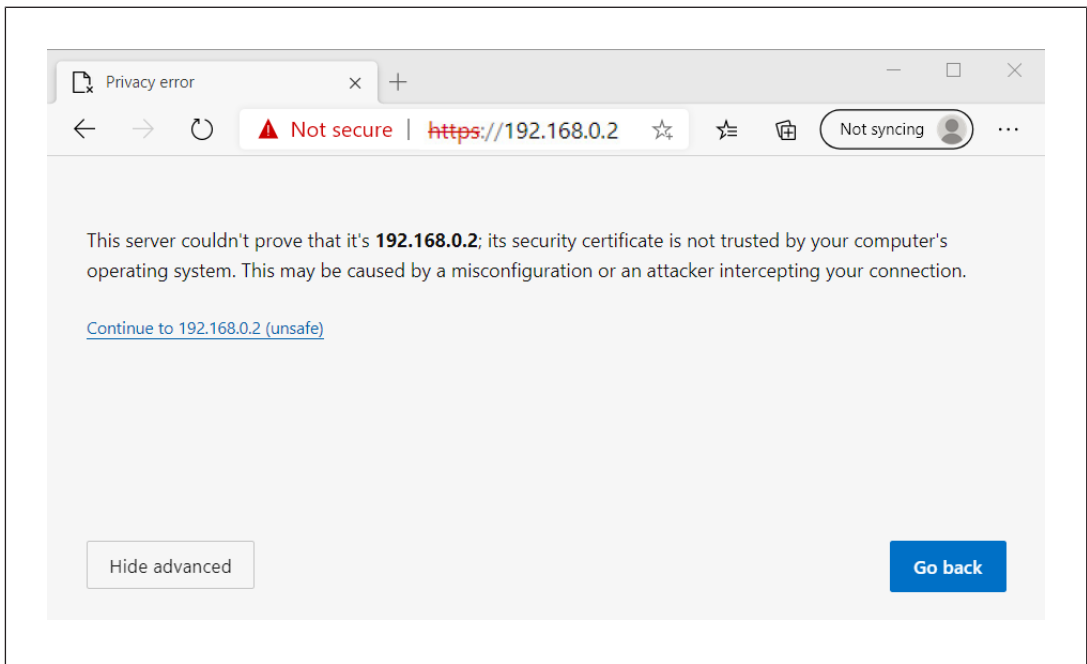 Privacy error
Not secure | https://192.168.0.2
Not syncing
This server couldn't prove that it's 192.168.0.2; its security certificate is not trusted by your computer's
operating system. This may be caused by a misconfiguration or an attacker intercepting your connection.
Continue to 192.168.0.2 (unsafe)
Hide advanced
Go back